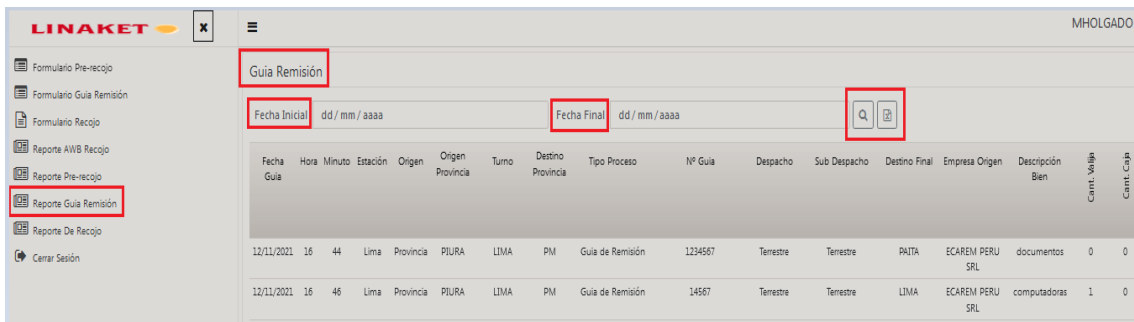 LINAKET
x
MHOLGADO
Formulario Pre-recojo
Formulario Guia Remisión
Formulario Recojo
Reporte AWB Recojo
Reporte Pre-recojo
Reporte Guia Remisión
Reporte De Recojo
Cerrar Sesión
Guia Remisión
Fecha Inicial dd / mm / aaaa Fecha Final dd / mm / aaaa
Fecha Guia Hora Minuto Estación Origen Origen Provincia Turno Destino Provincia Tipo Proceso Nº Guia Despacho Sub Despacho Destino Final Empresa Origen Descripción Bien Cant. Valija Cant. Caja
12/11/2021 16 44 Lima Provincia PIURA LIMA PM Guia de Remisión 1234567 Terrestre Terrestre PAITA ECAREM PERU SRL documentos 0 0
12/11/2021 16 46 Lima Provincia PIURA LIMA PM Guia de Remisión 14567 Terrestre Terrestre LIMA ECAREM PERU SRL computadoras 1 0